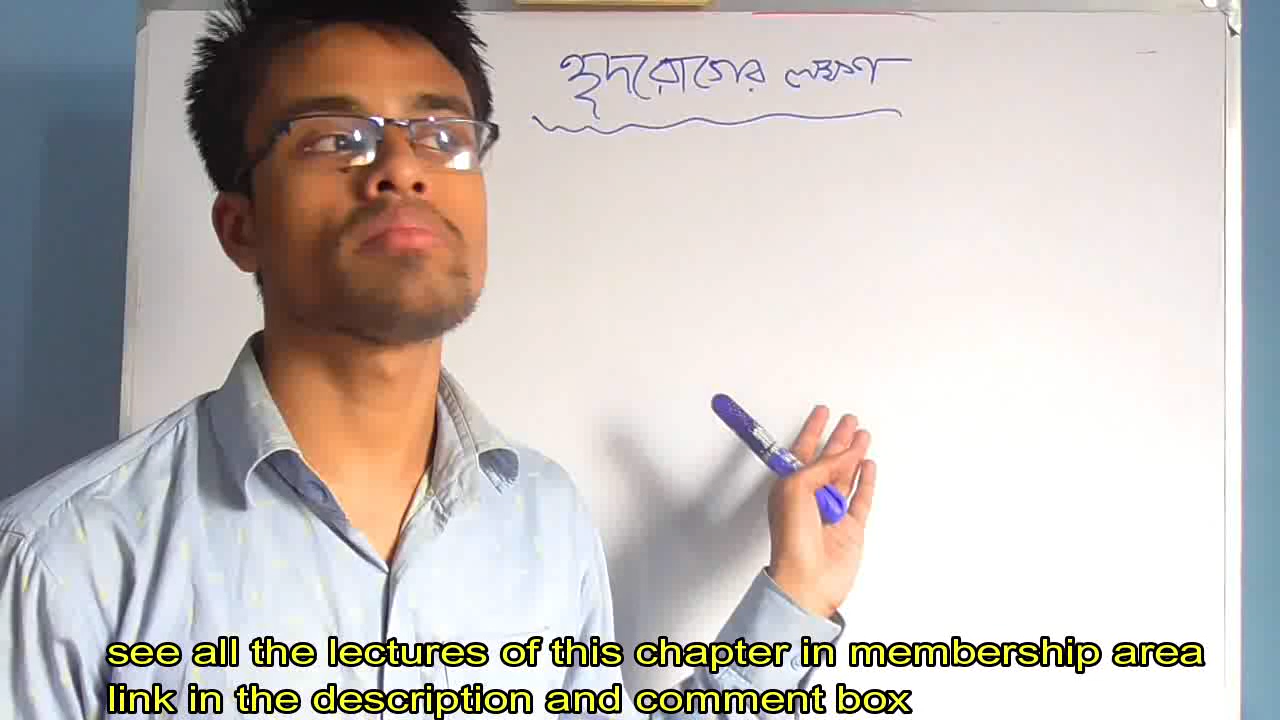 হৃদরোগের লক্ষণ
see all the lectures of this chapter in membership area
link in the description and comment box